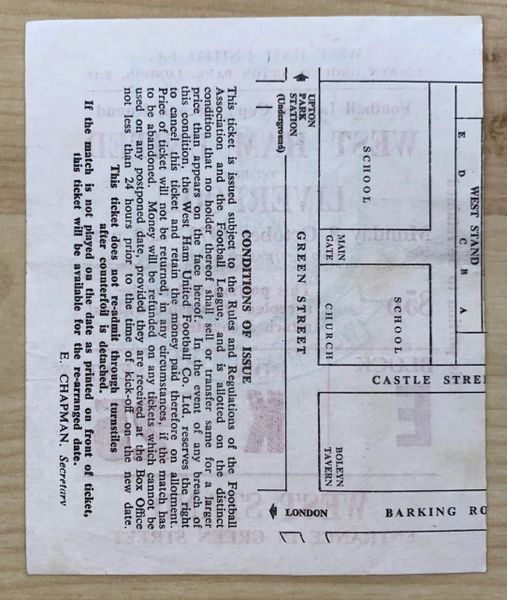 UPTON
PARK
STATION
(Underground)
SCHOOL
E D C B A
WEST STAND
GREEN STREET
MAIN
GATE
CHURCH
SCHOOL
CASTLE STREE
BOLEYN
TAVERN
LONDON
BARKING RO
CONDITIONS OF ISSUE
This ticket is issued subject to the Rules and Regulations of the Football
Association and the Football League, and is allotted on the distinct
condition that no holder thereof shall sell or transfer same for a larger
price than appears on the face hereof. In the event of any breach of
this condition, the West Ham United Football Co. Ltd. reserves the right
to cancel this ticket and retain the money paid therefore on allotment.
Price of ticket will not be returned, in any circumstances, if the match has
to be abandoned. Money will be refunded on any tickets which cannot be
used on any postponed date, provided they are received at the Box Office
not less than 24 hours prior to the time of kick-off on the new date.
This ticket does not re-admit through turnstiles
after counterfoil is detached.
If the match is not played on the date as printed on front of ticket,
this ticket will be available for the re-arranged date.
E. CHAPMAN, Secretary